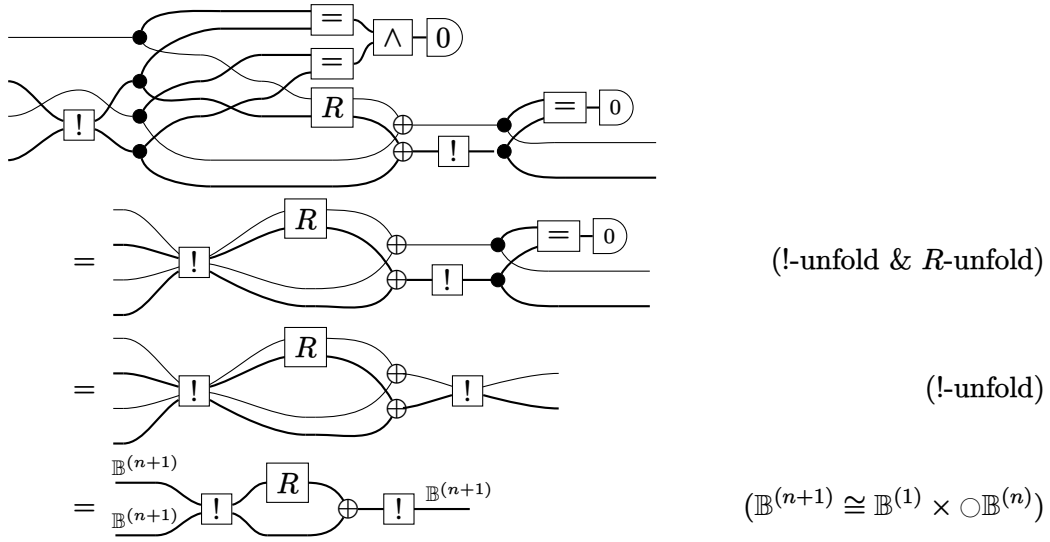 =
∧ 0
=
R
= 0
!
!
R
= 0
= ! ! (!-unfold & R-unfold)
R
= ! ! (!-unfold)
𝔹(n+1) R 𝔹(n+1)
= ! ! (𝔹(n+1) ≅ 𝔹(1) × ○𝔹(n))
𝔹(n+1)